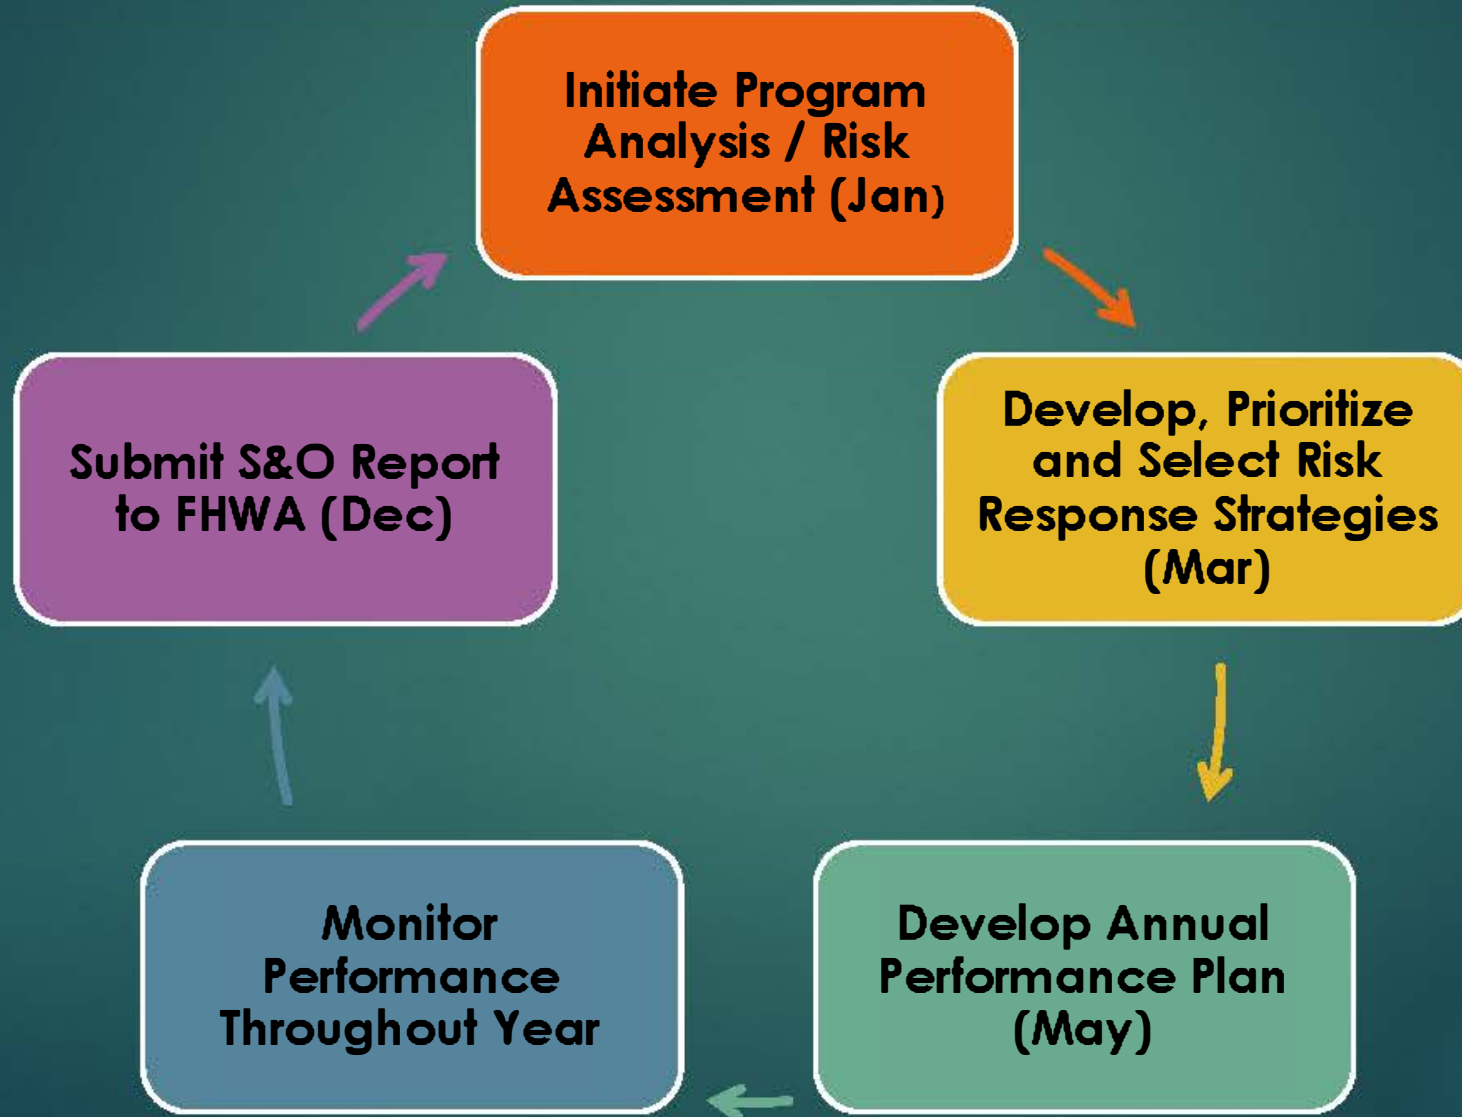 Initiate Program
Analysis / Risk
Assessment (Jan)
Develop, Prioritize
and Select Risk
Response Strategies
(Mar)
Develop Annual
Performance Plan
(May)
Monitor
Performance
Throughout Year
Submit S&O Report
to FHWA (Dec)